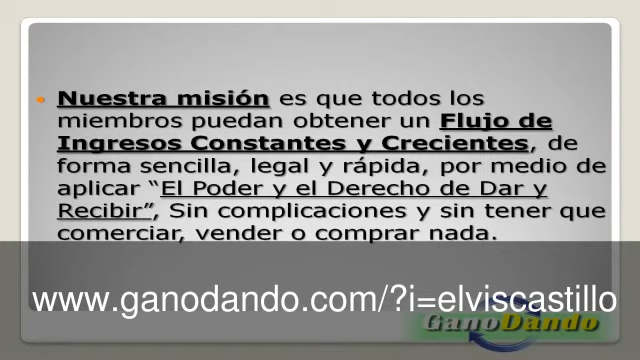 Nuestra misión es que todos los
miembros puedan obtener un Flujo de
Ingresos Constantes y Crecientes, de
forma sencilla, legal y rápida, por medio de
aplicar “El Poder y el Derecho de Dar y
Recibir”, Sin complicaciones y sin tener que
comerciar, vender o comprar nada.
www.ganodando.com/?i=elviscastillo
GanoDando